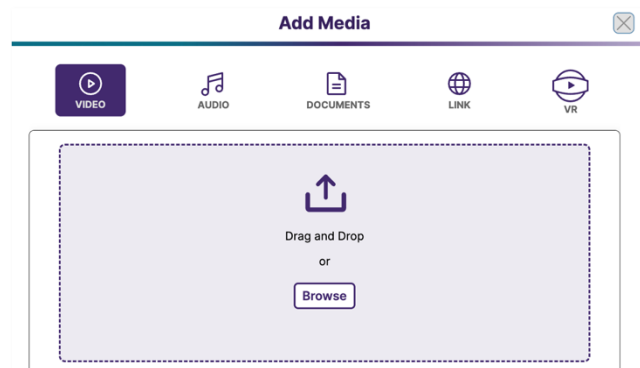 Add Media
VIDEO
AUDIO
DOCUMENTS
LINK
VR
Drag and Drop
or
Browse